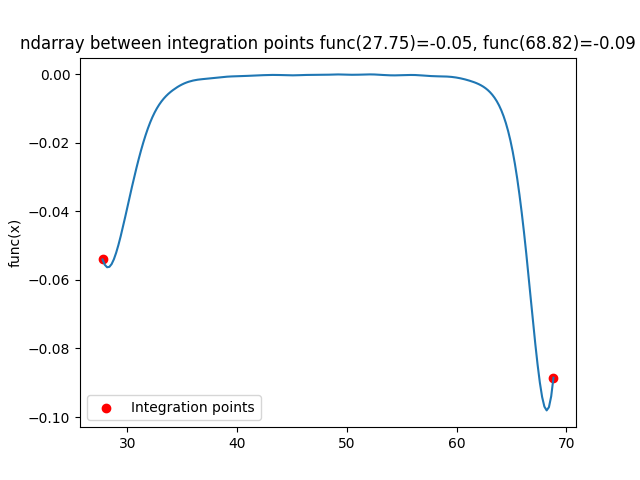 ndarray between integration points func(27.75)=-0.05, func(68.82)=-0.09
0.00
−0.02
−0.04
−0.06
−0.08
−0.10
func(x)
Integration points
30 40 50 60 70